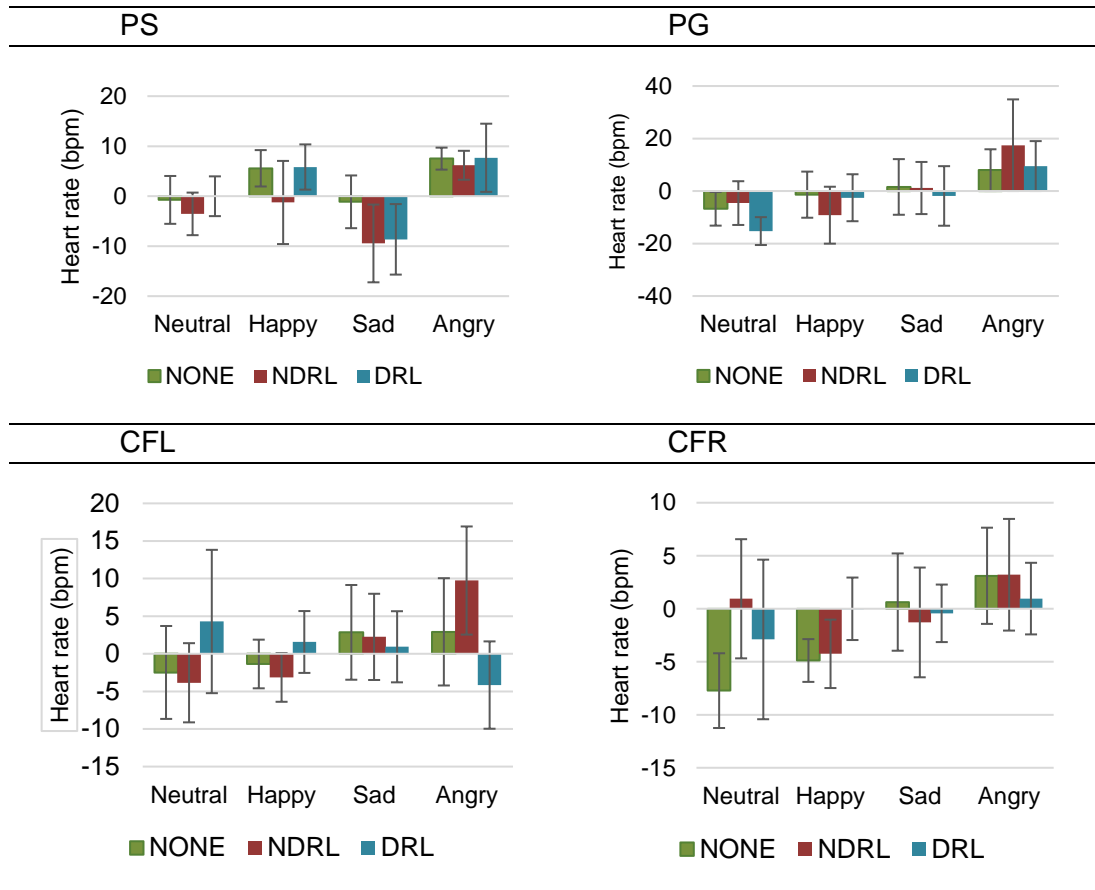 PS PG
Heart rate (bpm)
20
10
0
-10
-20
Neutral Happy Sad Angry
NONE NDRL DRL
Heart rate (bpm)
40
20
0
-20
-40
Neutral Happy Sad Angry
NONE NDRL DRL
CFL CFR
Heart rate (bpm)
20
15
10
5
0
-5
-10
-15
Neutral Happy Sad Angry
NONE NDRL DRL
Heart rate (bpm)
10
5
0
-5
-10
-15
Neutral Happy Sad Angry
NONE NDRL DRL